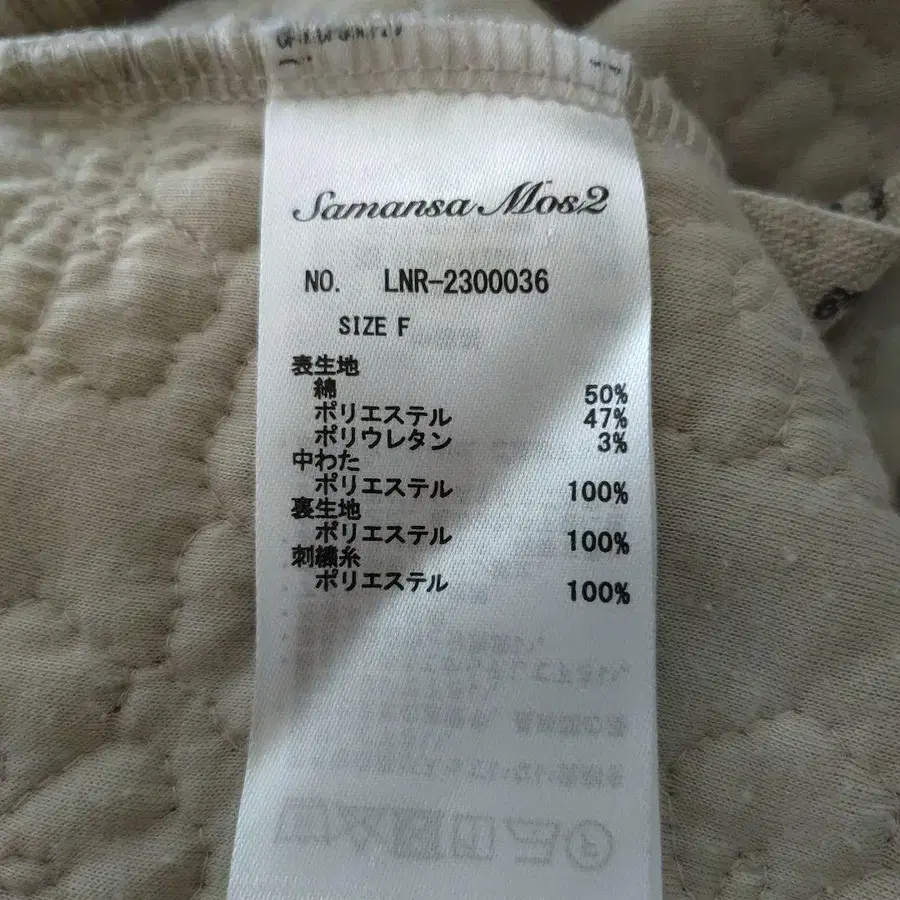 Samansa Mos2
NO. LNR-2300036
SIZE F
表生地
綿 50%
ポリエステル 47%
ポリウレタン 3%
中わた
ポリエステル 100%
裏生地
ポリエステル 100%
刺繍糸
ポリエステル 100%